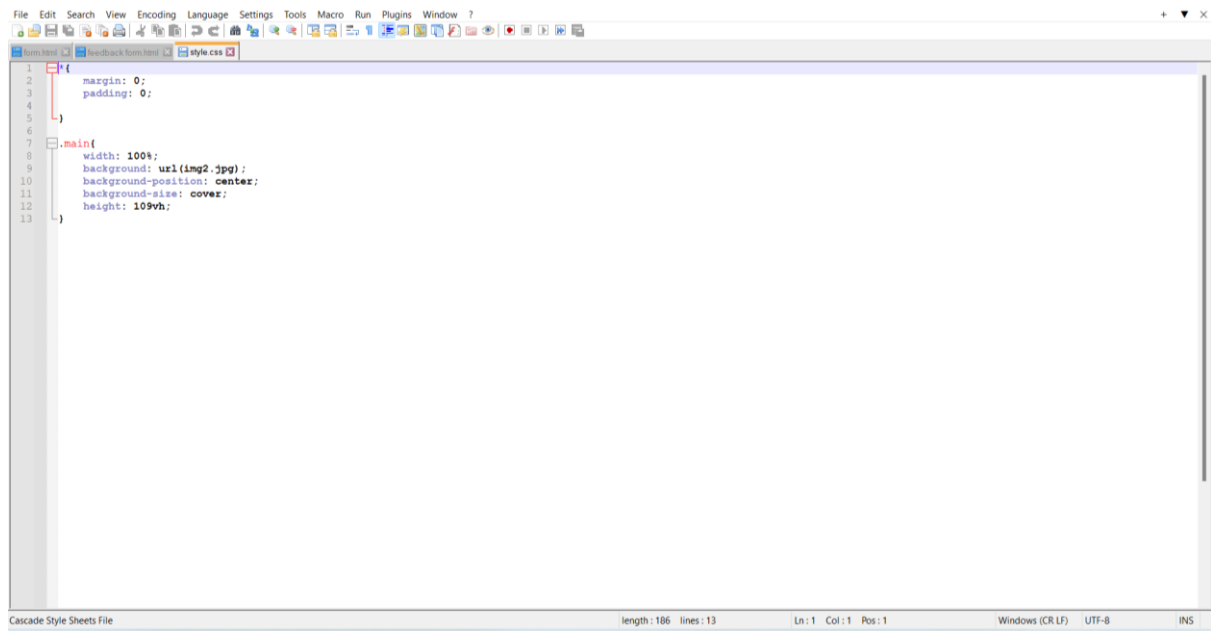 File Edit Search View Encoding Language Settings Tools Macro Run Plugins Window ?
form.html feedback form.html style.css
1 *{
2 margin: 0;
3 padding: 0;
4
5 }
6
7 .main{
8 width: 100%;
9 background: url(img2.jpg);
10 background-position: center;
11 background-size: cover;
12 height: 109vh;
13 }
Cascade Style Sheets File length : 186 lines : 13 Ln : 1 Col : 1 Pos : 1 Windows (CR LF) UTF-8 INS